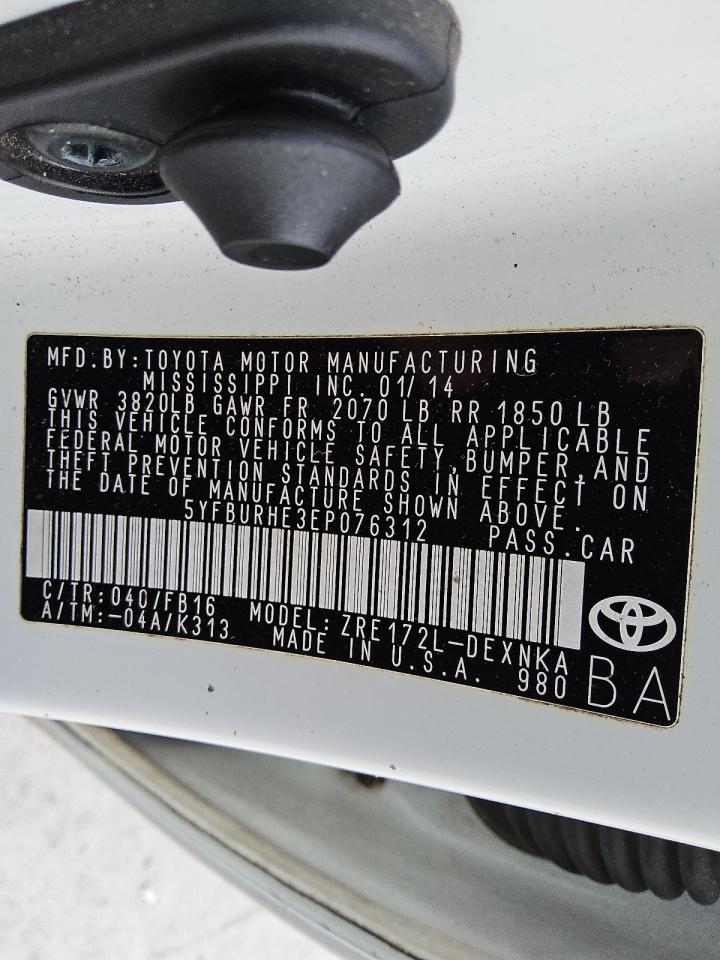 MFD.BY:TOYOTA MOTOR MANUFACTURING
MISSISSIPPI INC. 01/14
GVWR 3820LB GAWR FR 2070 LB RR 1850 LB
THIS VEHICLE CONFORMS TO ALL APPLICABLE
FEDERAL MOTOR VEHICLE SAFETY,BUMPER,AND
THEFT PREVENTION STANDARDS IN EFFECT ON
THE DATE OF MANUFACTURE SHOWN ABOVE.
5YFBURHE3EP076312 PASS.CAR
C/TR:040/FB16 MODEL:ZRE172L-DEXNKA
A/TM:-04A/K313 MADE IN U.S.A. 980
BA